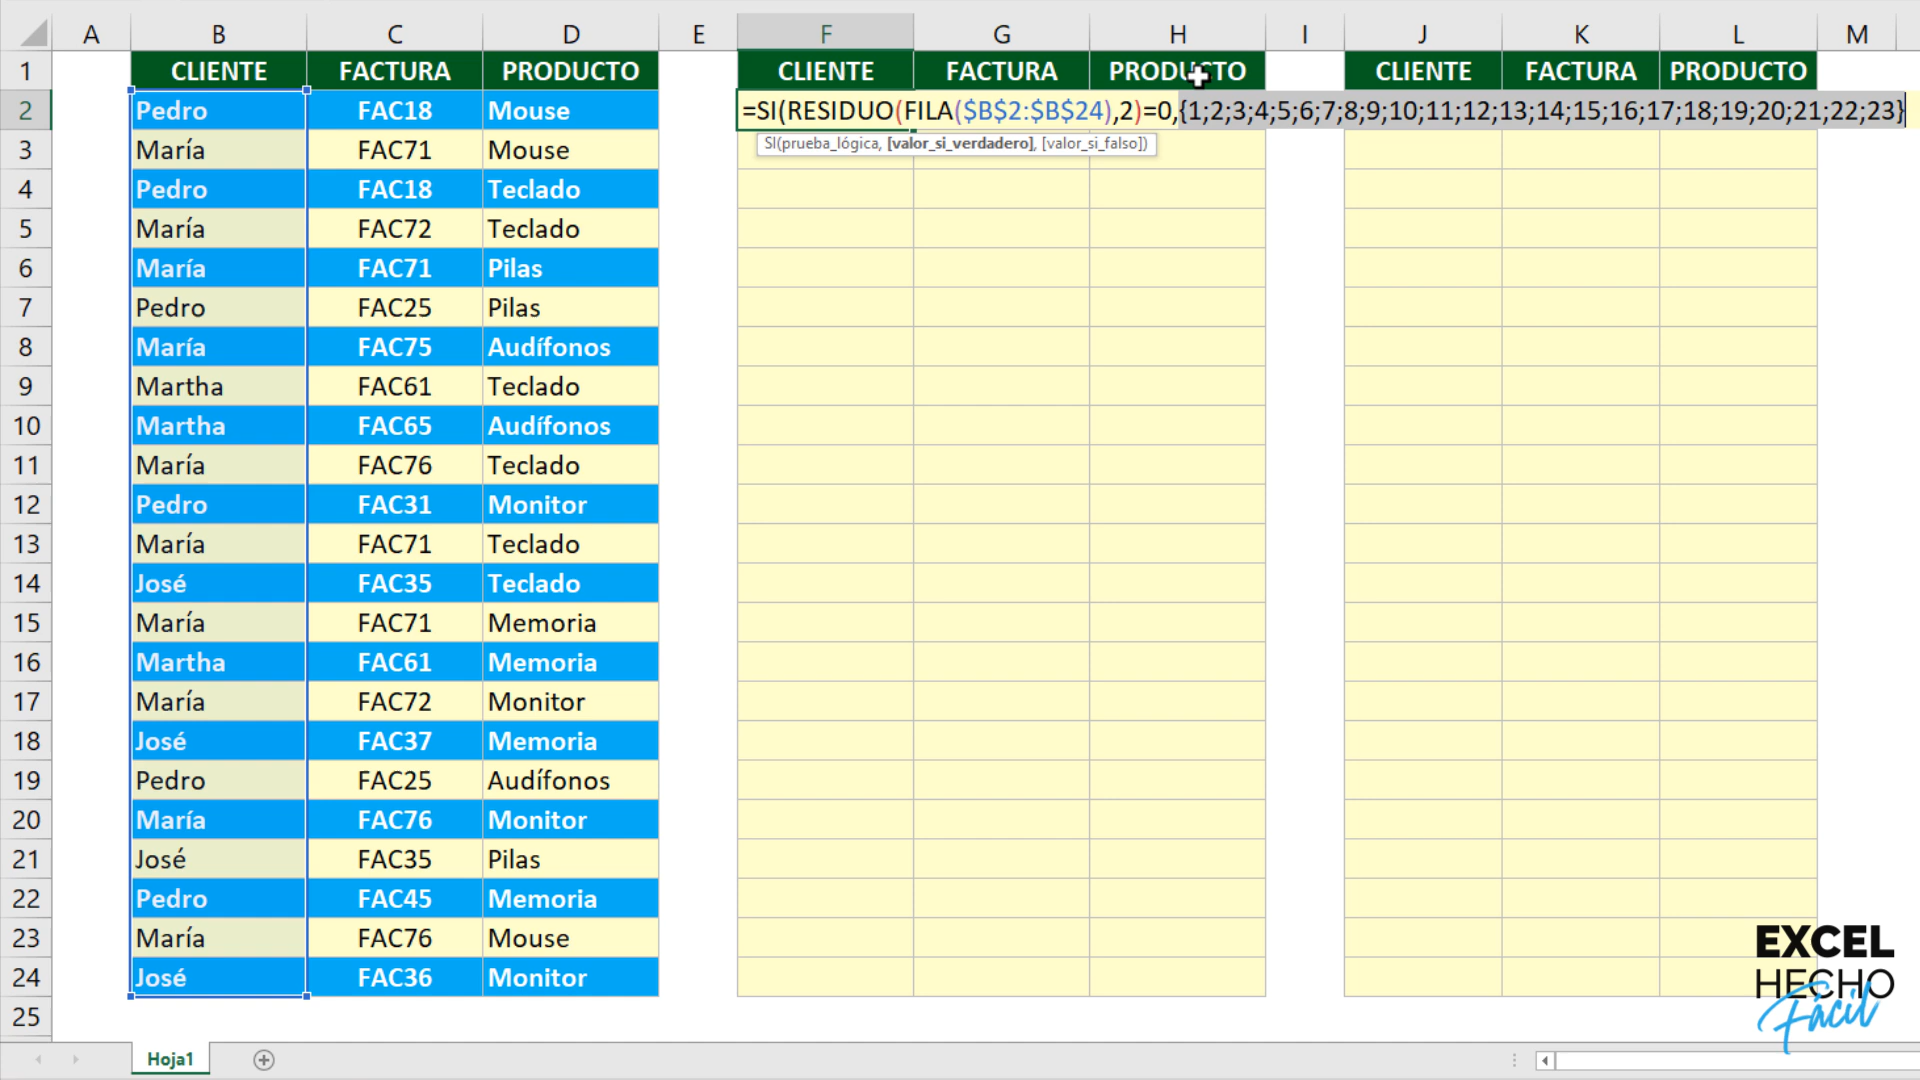 A B C D E F G H I J K L M
1 CLIENTE FACTURA PRODUCTO CLIENTE FACTURA PRODUCTO CLIENTE FACTURA PRODUCTO
2 Pedro FAC18 Mouse =SI(RESIDUO(FILA($B$2:$B$24),2)=0,{1;2;3;4;5;6;7;8;9;10;11;12;13;14;15;16;17;18;19;20;21;22;23}
SI(prueba_lógica, [valor_si_verdadero], [valor_si_falso])
3 María FAC71 Mouse
4 Pedro FAC18 Teclado
5 María FAC72 Teclado
6 María FAC71 Pilas
7 Pedro FAC25 Pilas
8 María FAC75 Audífonos
9 Martha FAC61 Teclado
10 Martha FAC65 Audífonos
11 María FAC76 Teclado
12 Pedro FAC31 Monitor
13 María FAC71 Teclado
14 José FAC35 Teclado
15 María FAC71 Memoria
16 Martha FAC61 Memoria
17 María FAC72 Monitor
18 José FAC37 Memoria
19 Pedro FAC25 Audífonos
20 María FAC76 Monitor
21 José FAC35 Pilas
22 Pedro FAC45 Memoria
23 María FAC76 Mouse
24 José FAC36 Monitor
25
EXCEL
HECHO
Fácil
Hoja1